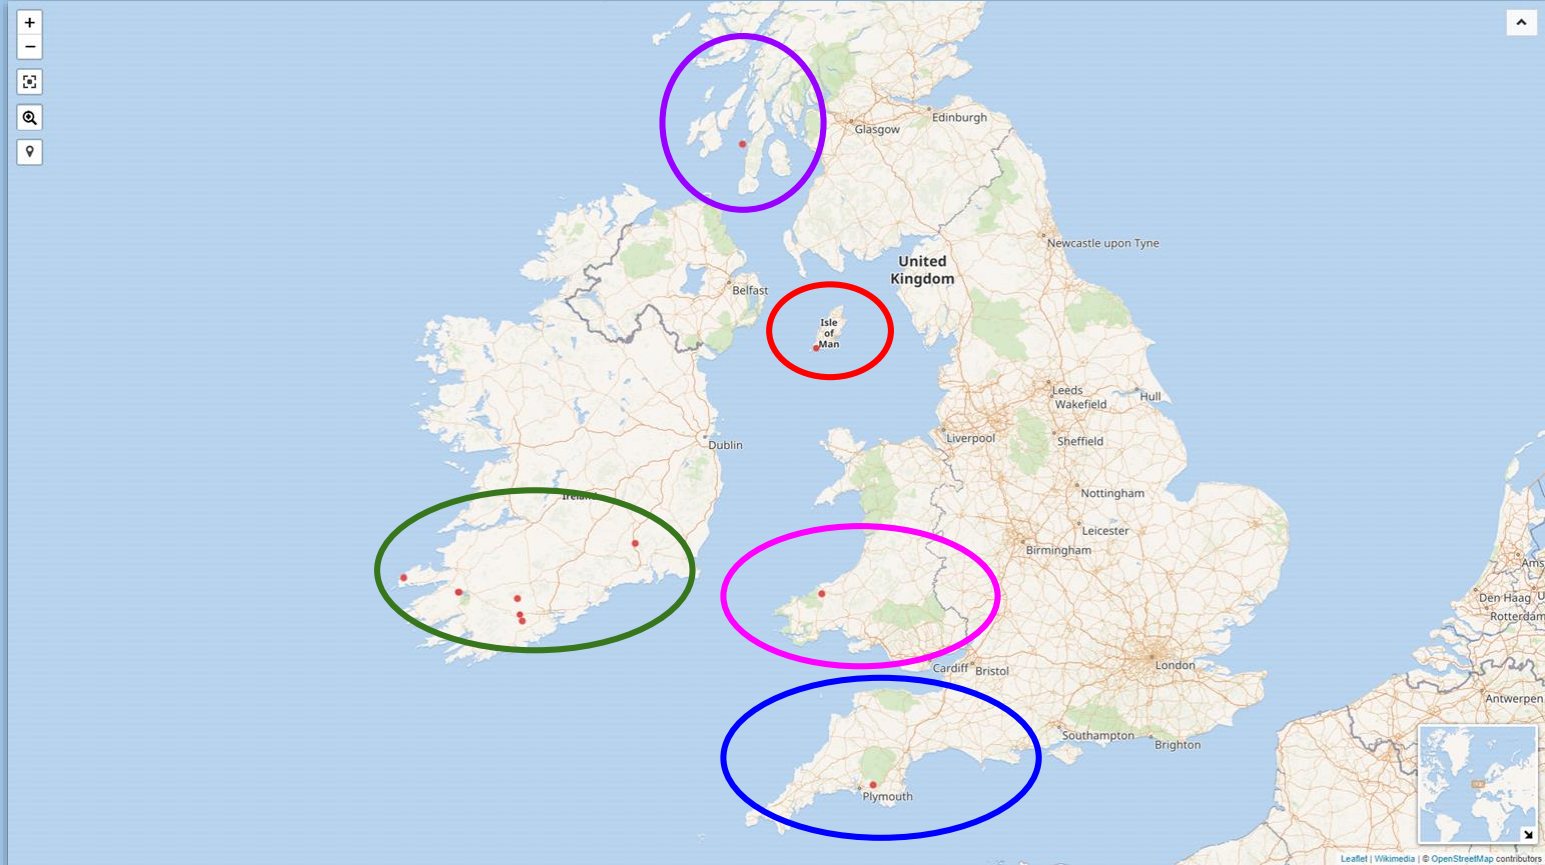 +
−
Edinburgh
Glasgow
Newcastle upon Tyne
United
Kingdom
Belfast
Isle
of
Man
Leeds
Wakefield
Hull
Liverpool
Sheffield
Dublin
Nottingham
Ireland
Leicester
Birmingham
Ams
Den Haag
U
Rotterdam
London
Cardiff
Bristol
Antwerpen
Southampton
Brighton
Plymouth
Leaflet | Wikimedia | © OpenStreetMap contributors